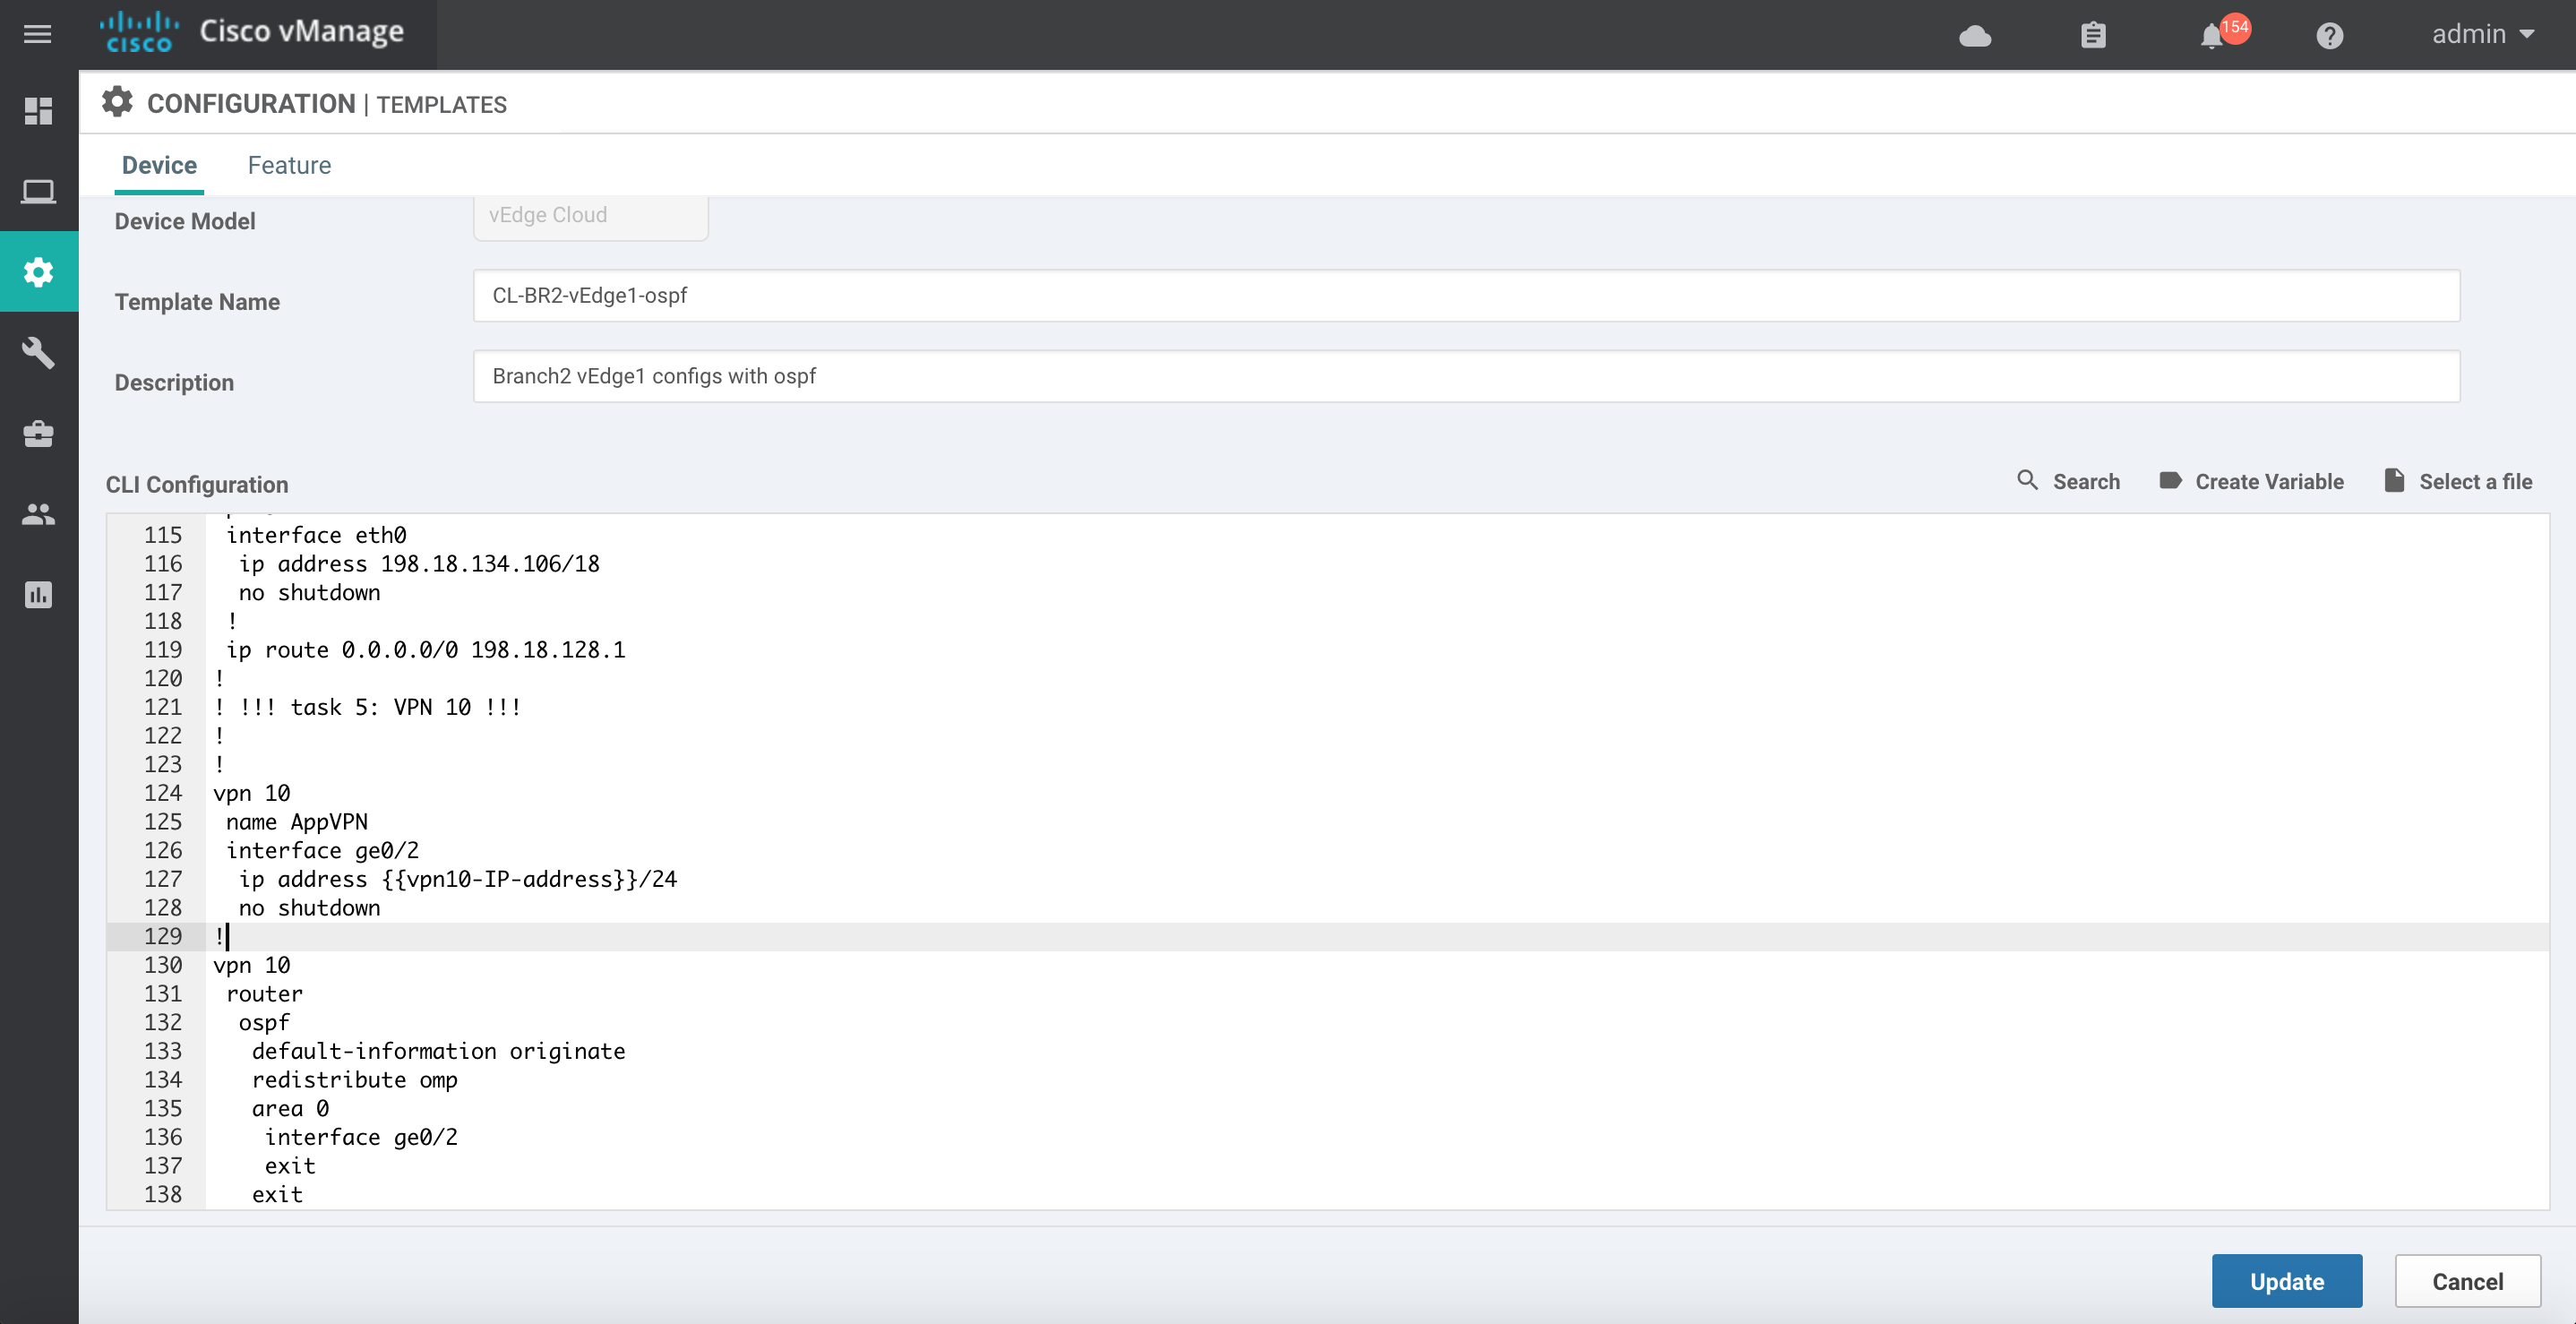 cisco Cisco vManage 154 admin
CONFIGURATION | TEMPLATES
Device Feature
Device Model vEdge Cloud
Template Name CL-BR2-vEdge1-ospf
Description Branch2 vEdge1 configs with ospf
CLI Configuration Search Create Variable Select a file
115 interface eth0
116 ip address 198.18.134.106/18
117 no shutdown
118 !
119 ip route 0.0.0.0/0 198.18.128.1
120 !
121 ! !!! task 5: VPN 10 !!!
122 !
123 !
124 vpn 10
125 name AppVPN
126 interface ge0/2
127 ip address {{vpn10-IP-address}}/24
128 no shutdown
129 !
130 vpn 10
131 router
132 ospf
133 default-information originate
134 redistribute omp
135 area 0
136 interface ge0/2
137 exit
138 exit
Update Cancel